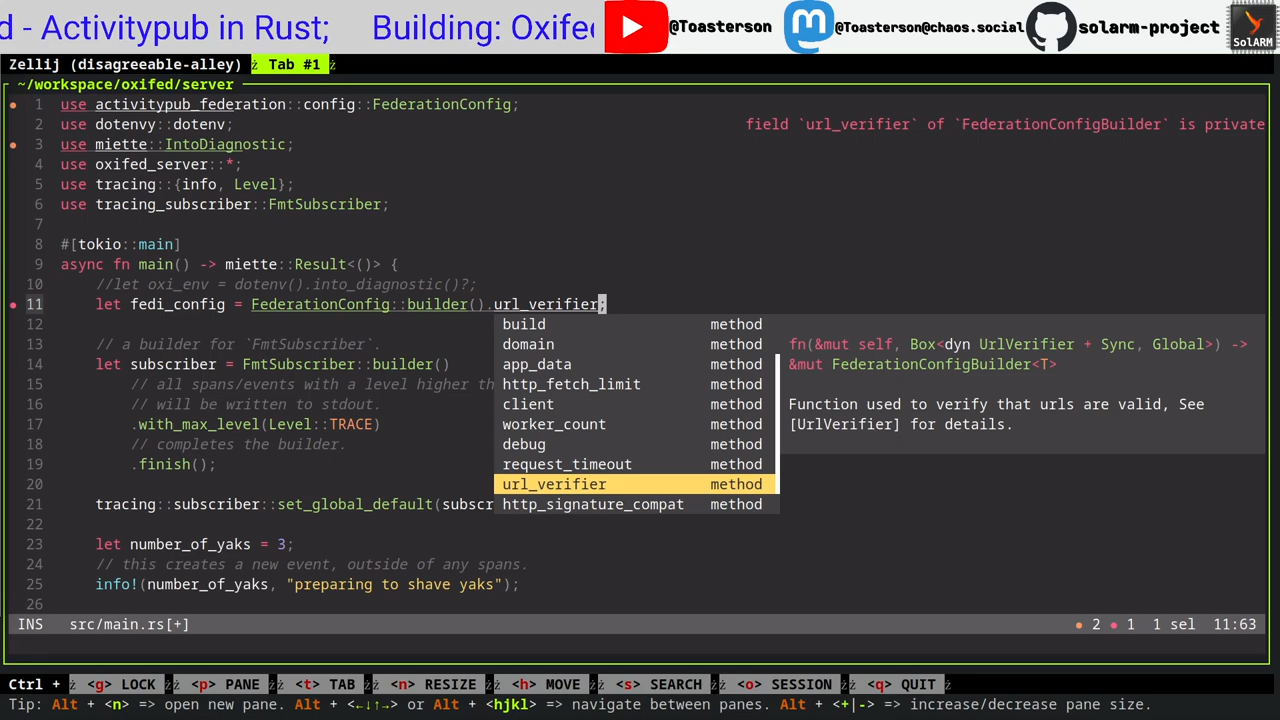 d - Activitypub in Rust;     Building: Oxifed
@Toasterson
@Toasterson@chaos.social
solarm-project
SolARM
Zellij (disagreeable-alley)  Tab #1
~/workspace/oxifed/server
1 use activitypub_federation::config::FederationConfig;
2 use dotenvy::dotenv;
field `url_verifier` of `FederationConfigBuilder` is private
3 use miette::IntoDiagnostic;
4 use oxifed_server::*;
5 use tracing::{info, Level};
6 use tracing_subscriber::FmtSubscriber;
7
8 #[tokio::main]
9 async fn main() -> miette::Result<()> {
10     //let oxi_env = dotenv().into_diagnostic()?;
11     let fedi_config = FederationConfig::builder().url_verifier;
12
13     // a builder for `FmtSubscriber`.
14     let subscriber = FmtSubscriber::builder()
15         // all spans/events with a level higher th
16         // will be written to stdout.
17         .with_max_level(Level::TRACE)
18         // completes the builder.
19         .finish();
20
21     tracing::subscriber::set_global_default(subscr
22
23     let number_of_yaks = 3;
24     // this creates a new event, outside of any spans.
25     info!(number_of_yaks, "preparing to shave yaks");
26
build method
domain method
app_data method
http_fetch_limit method
client method
worker_count method
debug method
request_timeout method
url_verifier method
http_signature_compat method
fn(&mut self, Box<dyn UrlVerifier + Sync, Global>) ->
&mut FederationConfigBuilder<T>
Function used to verify that urls are valid, See
[UrlVerifier] for details.
INS   src/main.rs[+]   2   1   1 sel   11:63
Ctrl +  <g> LOCK  <p> PANE  <t> TAB  <n> RESIZE  <h> MOVE  <s> SEARCH  <o> SESSION  <q> QUIT
Tip: Alt + <n> => open new pane. Alt + <←↓↑→> or Alt + <hjkl> => navigate between panes. Alt + <+|-> => increase/decrease pane size.